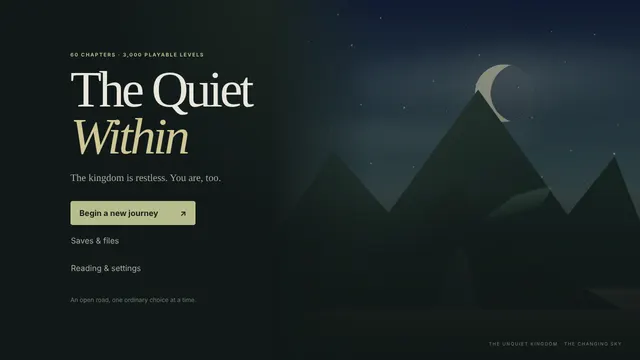 60 CHAPTERS · 3,000 PLAYABLE LEVELS
The Quiet
Within
The kingdom is restless. You are, too.
Begin a new journey ↗
Saves & files
Reading & settings
An open road, one ordinary choice at a time.
THE UNQUIET KINGDOM · THE CHANGING SKY